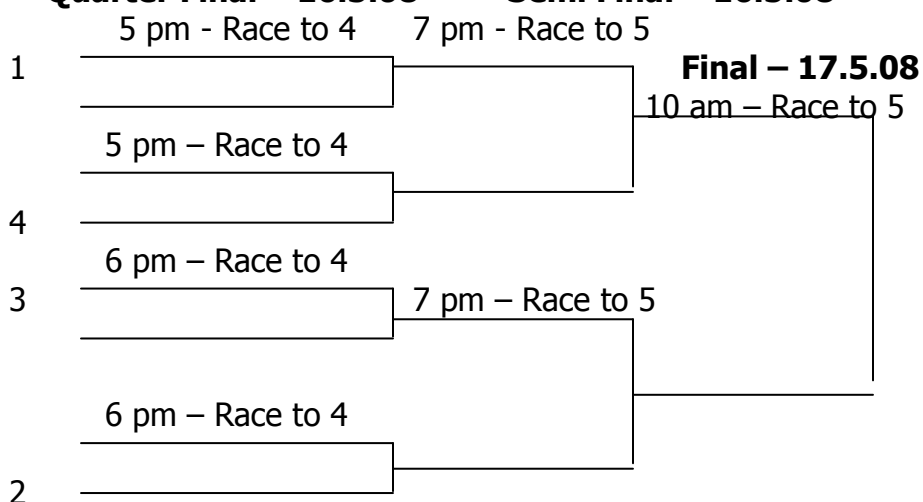 Quarter Final – Semi Final –
5 pm - Race to 4 7 pm - Race to 5
1
Final – 17.5.08
10 am – Race to 5
5 pm – Race to 4
4
6 pm – Race to 4
3
7 pm – Race to 5
6 pm – Race to 4
2